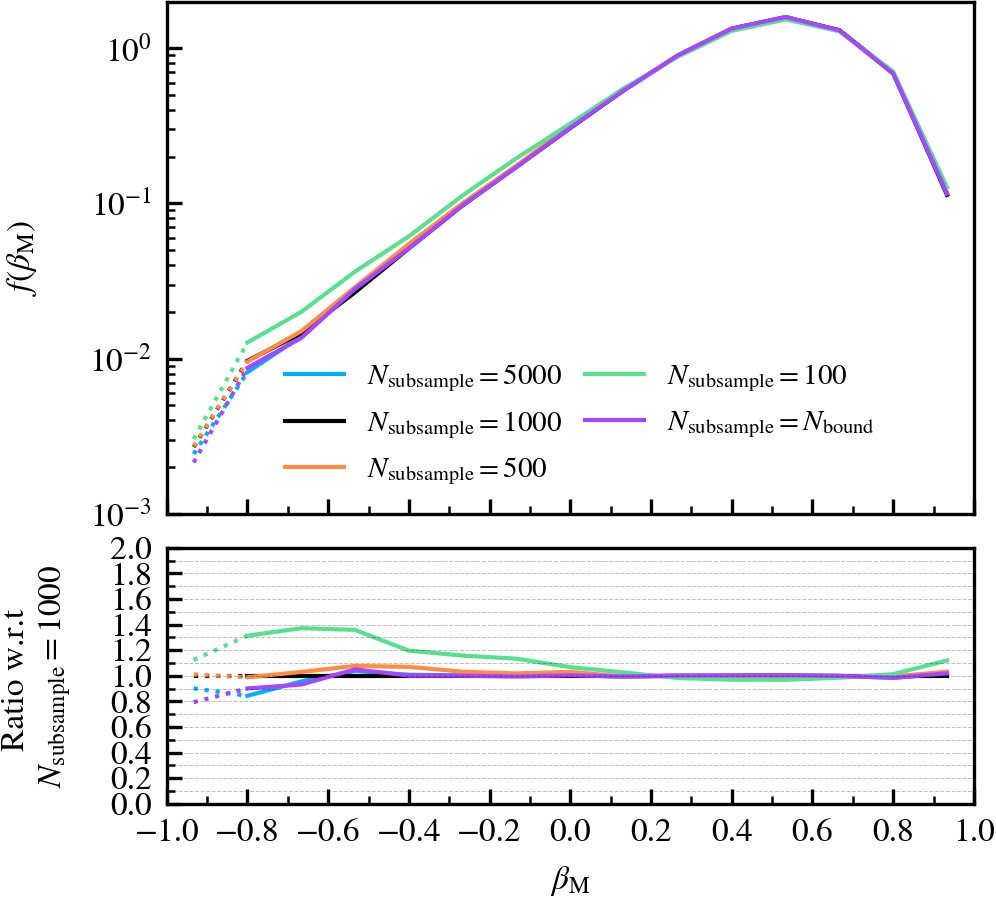 10⁰
10⁻¹
10⁻²
10⁻³
f(β_M)
N_subsample = 5000
N_subsample = 1000
N_subsample = 500
N_subsample = 100
N_subsample = N_bound
2.0
1.8
1.6
1.4
1.2
1.0
0.8
0.6
0.4
0.2
0.0
Ratio w.r.t
N_subsample = 1000
−1.0 −0.8 −0.6 −0.4 −0.2 0.0 0.2 0.4 0.6 0.8 1.0
β_M